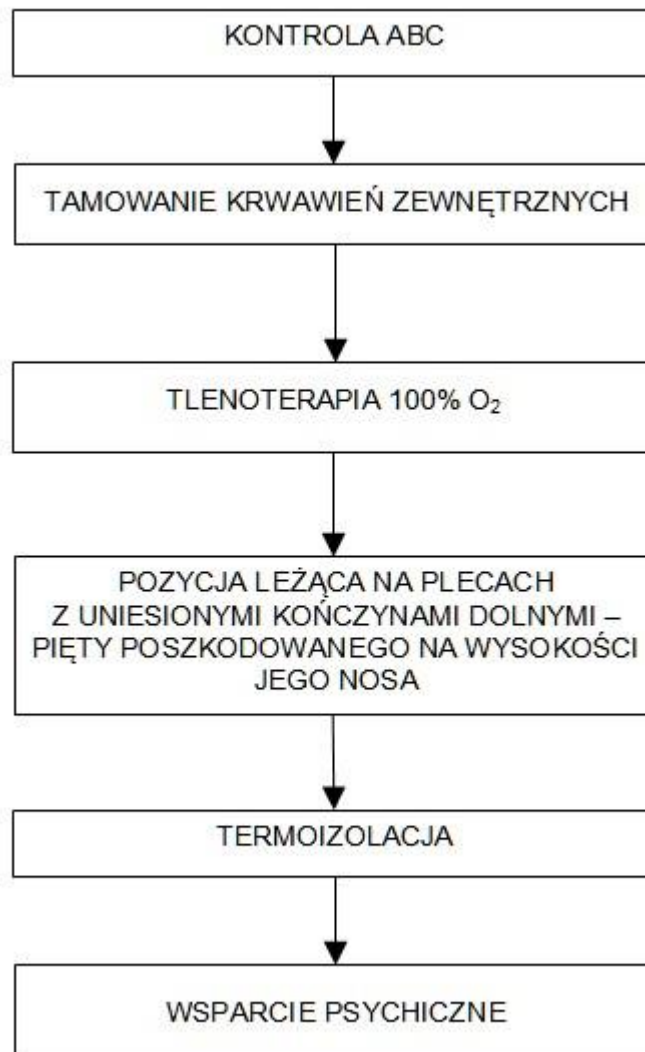 KONTROLA ABC
TAMOWANIE KRWAWIEŃ ZEWNĘTRZNYCH
TLENOTERAPIA 100% O₂
POZYCJA LEŻĄCA NA PLECACH
Z UNIESIONYMI KOŃCZYNAMI DOLNYMI –
PIĘTY POSZKODOWANEGO NA WYSOKOŚCI
JEGO NOSA
TERMOIZOLACJA
WSPARCIE PSYCHICZNE